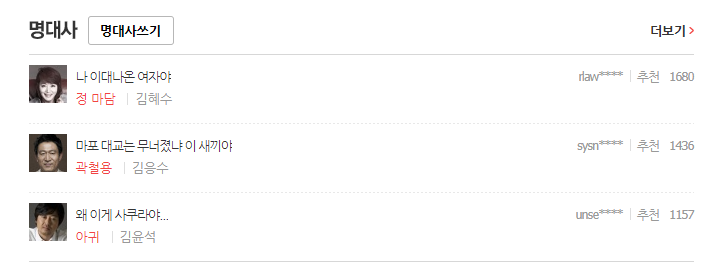 명대사 명대사쓰기 더보기 >
나 이대나온 여자야 rlaw**** 추천 1680
정 마담 김혜수
마포 대교는 무너졌냐 이 새끼야 sysn**** 추천 1436
곽철용 김응수
왜 이게 사쿠라야... unse**** 추천 1157
아귀 김윤석